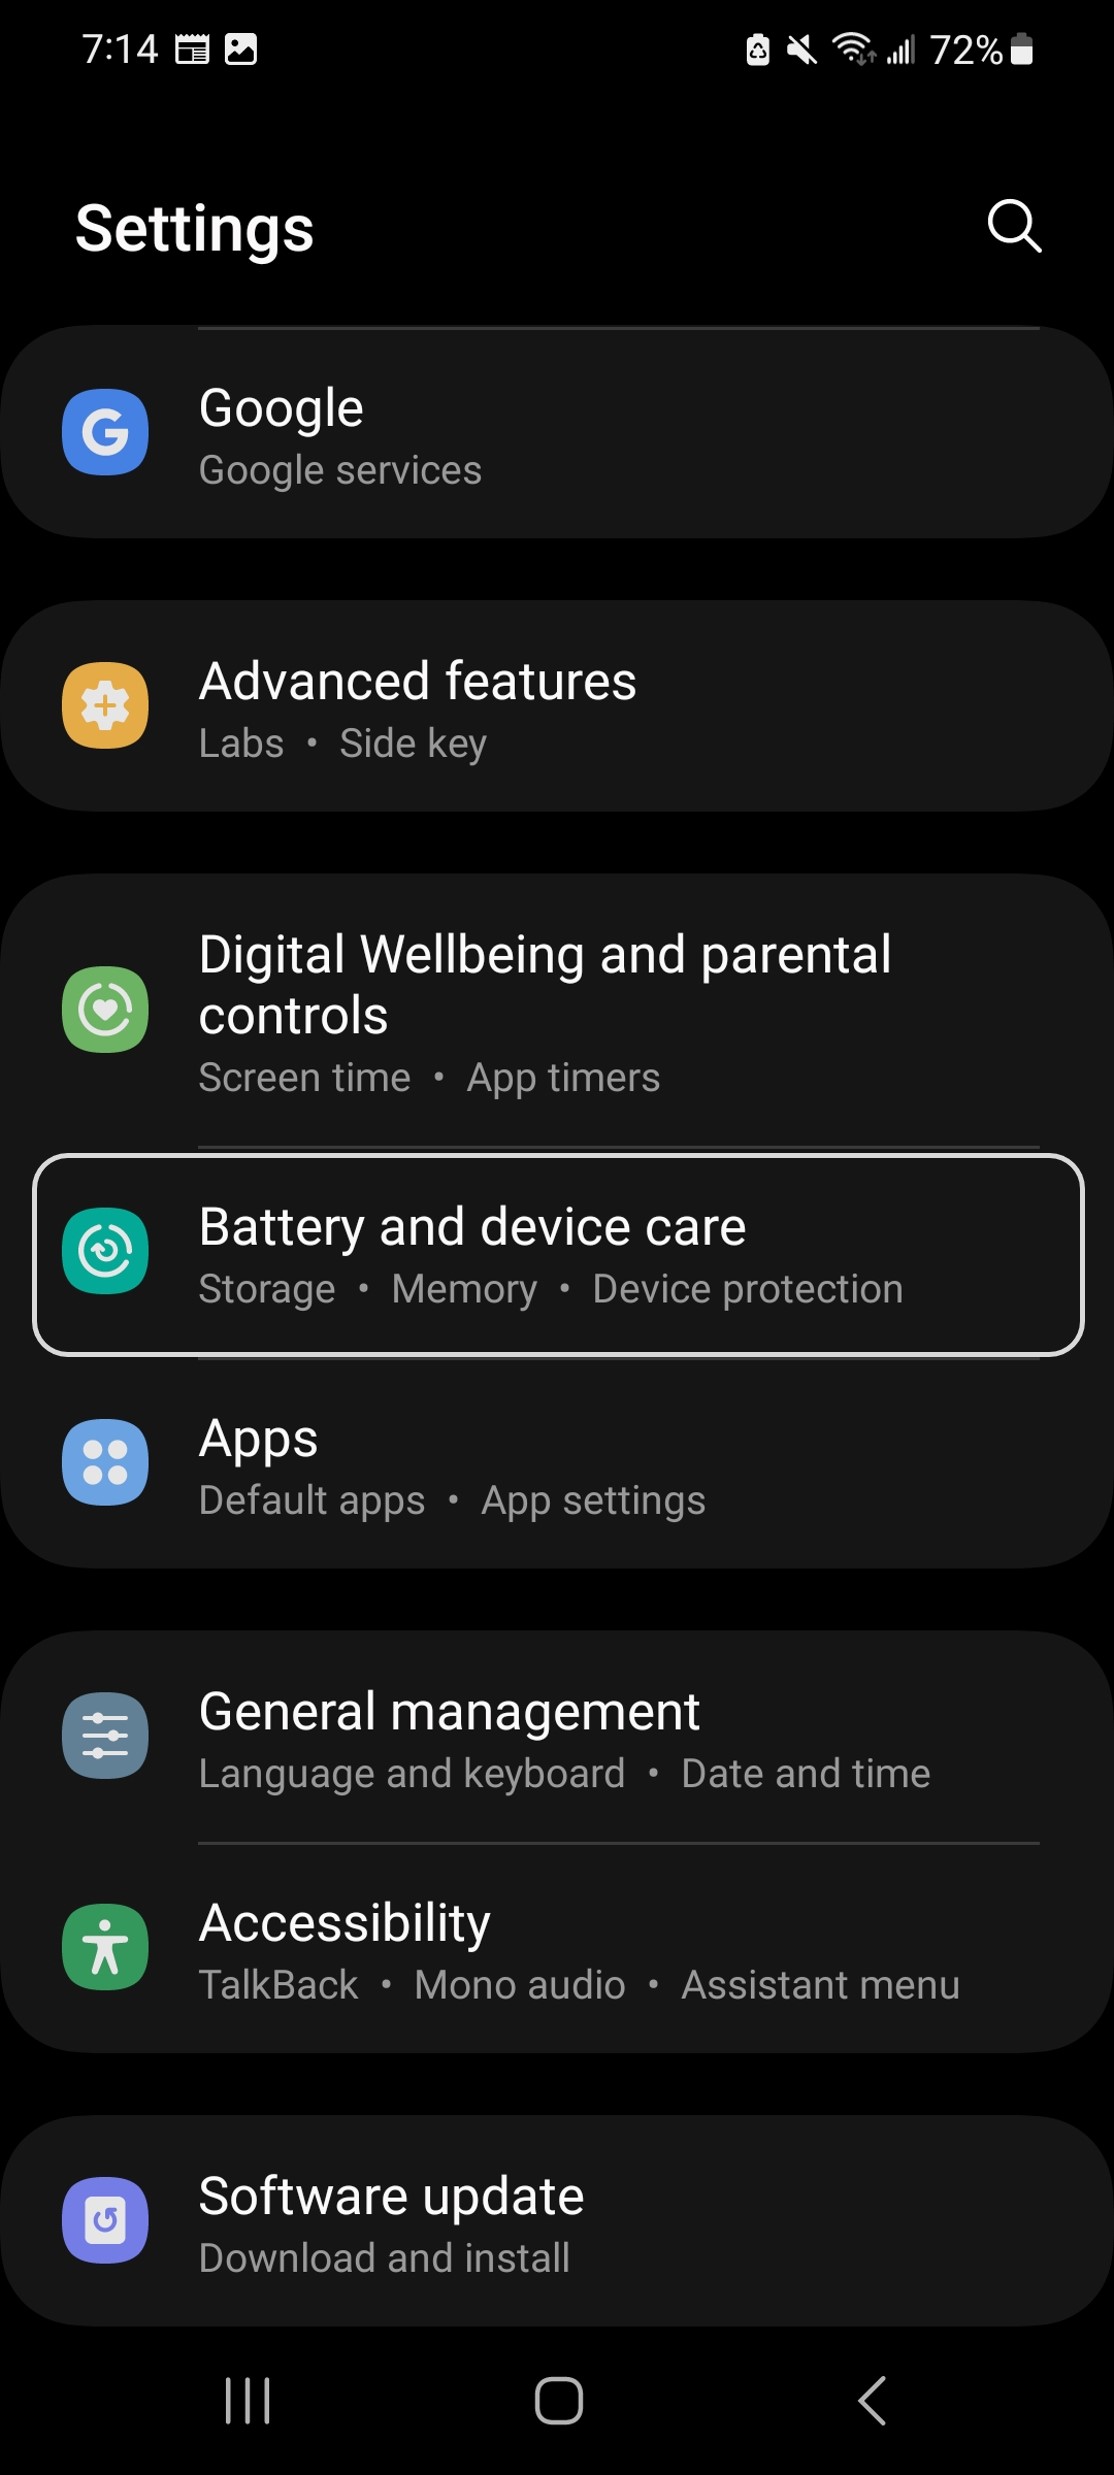 7:14 72%
Settings
Google
Google services
Advanced features
Labs • Side key
Digital Wellbeing and parental
controls
Screen time • App timers
Battery and device care
Storage • Memory • Device protection
Apps
Default apps • App settings
General management
Language and keyboard • Date and time
Accessibility
TalkBack • Mono audio • Assistant menu
Software update
Download and install